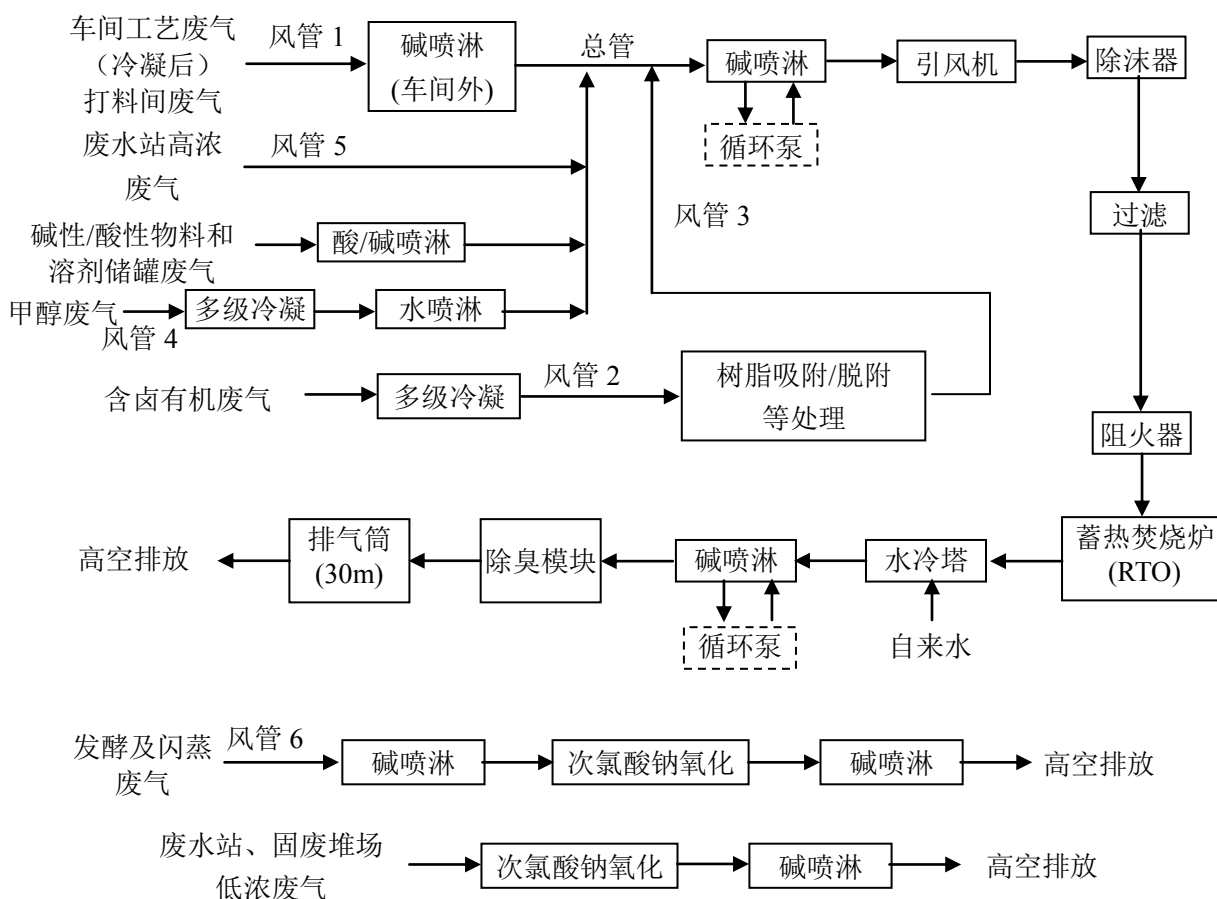 车间工艺废气
（冷凝后）
打料间废气
风管 1
碱喷淋
(车间外)
总管
碱喷淋
引风机
除沫器
循环泵
废水站高浓
废气
风管 5
风管 3
过滤
碱性/酸性物料和
溶剂储罐废气
酸/碱喷淋
甲醇废气
风管 4
多级冷凝
水喷淋
含卤有机废气
多级冷凝
风管 2
树脂吸附/脱附
等处理
阻火器
蓄热焚烧炉
(RTO)
水冷塔
自来水
碱喷淋
循环泵
除臭模块
排气筒
(30m)
高空排放
发酵及闪蒸
废气
风管 6
碱喷淋
次氯酸钠氧化
碱喷淋
高空排放
废水站、固废堆场
低浓废气
次氯酸钠氧化
碱喷淋
高空排放